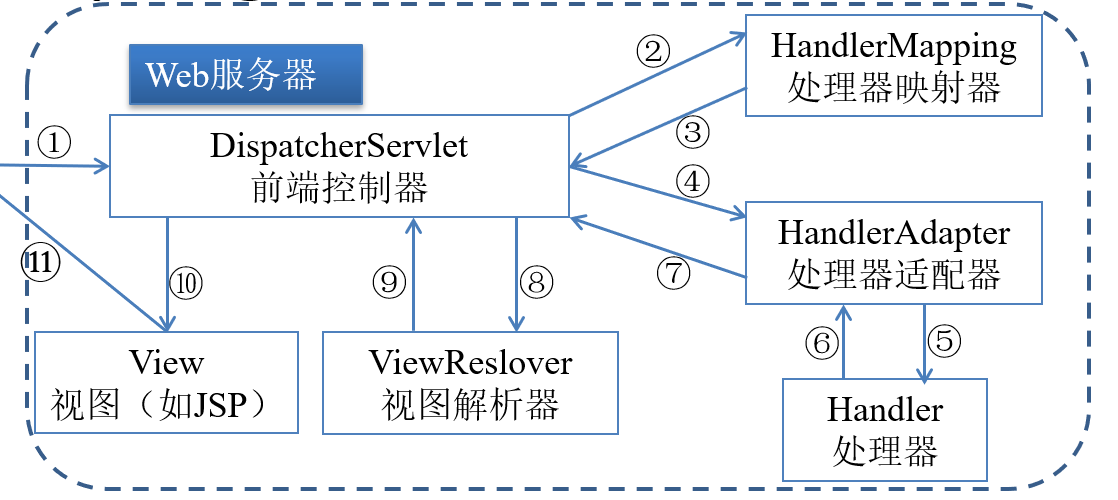 Web服务器
②
HandlerMapping
处理器映射器
①
DispatcherServlet
前端控制器
③
④
HandlerAdapter
处理器适配器
⑪
⑩
⑨
⑧
⑦
View
视图（如JSP）
ViewReslover
视图解析器
⑥
⑤
Handler
处理器